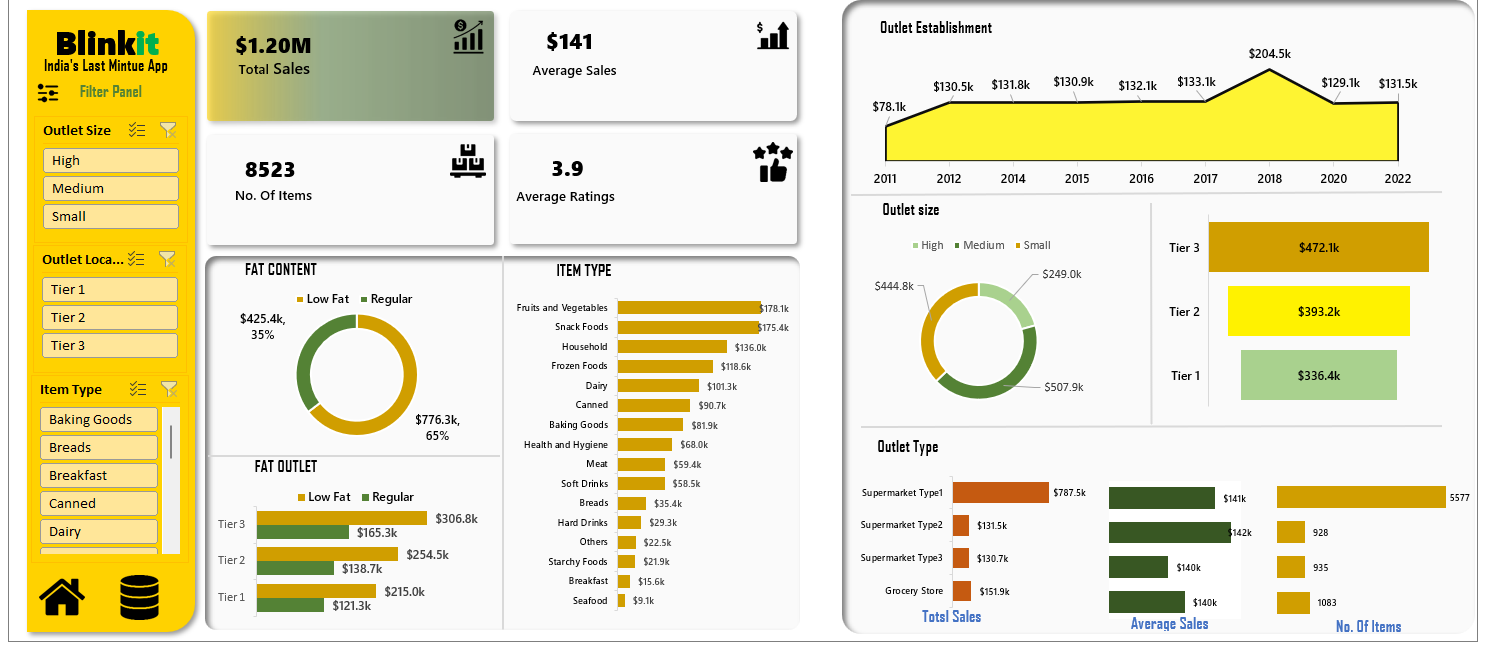 Blinkit
India's Last Mintue App
Filter Panel
Outlet Size
High
Medium
Small
Outlet Loca...
Tier 1
Tier 2
Tier 3
Item Type
Baking Goods
Breads
Breakfast
Canned
Dairy
$1.20M
Total Sales
$141
Average Sales
8523
No. Of Items
3.9
Average Ratings
FAT CONTENT
Low Fat
Regular
$425.4k,
35%
$776.3k,
65%
FAT OUTLET
Low Fat
Regular
Tier 3
$306.8k
$165.3k
Tier 2
$254.5k
$138.7k
Tier 1
$215.0k
$121.3k
ITEM TYPE
Fruits and Vegetables $178.1k
Snack Foods $175.4k
Household $136.0k
Frozen Foods $118.6k
Dairy $101.3k
Canned $90.7k
Baking Goods $81.9k
Health and Hygiene $68.0k
Meat $59.4k
Soft Drinks $58.5k
Breads $35.4k
Hard Drinks $29.3k
Others $22.5k
Starchy Foods $21.9k
Breakfast $15.6k
Seafood $9.1k
Outlet Establishment
$78.1k $130.5k $131.8k $130.9k $132.1k $133.1k $204.5k $129.1k $131.5k
2011 2012 2014 2015 2016 2017 2018 2020 2022
Outlet size
High Medium Small
$249.0k
$444.8k
$507.9k
Tier 3 $472.1k
Tier 2 $393.2k
Tier 1 $336.4k
Outlet Type
Supermarket Type1 $787.5k
Supermarket Type2 $131.5k
Supermarket Type3 $130.7k
Grocery Store $151.9k
Totsl Sales
$141k
$142k
$140k
$140k
Average Sales
5577
928
935
1083
No. Of Items